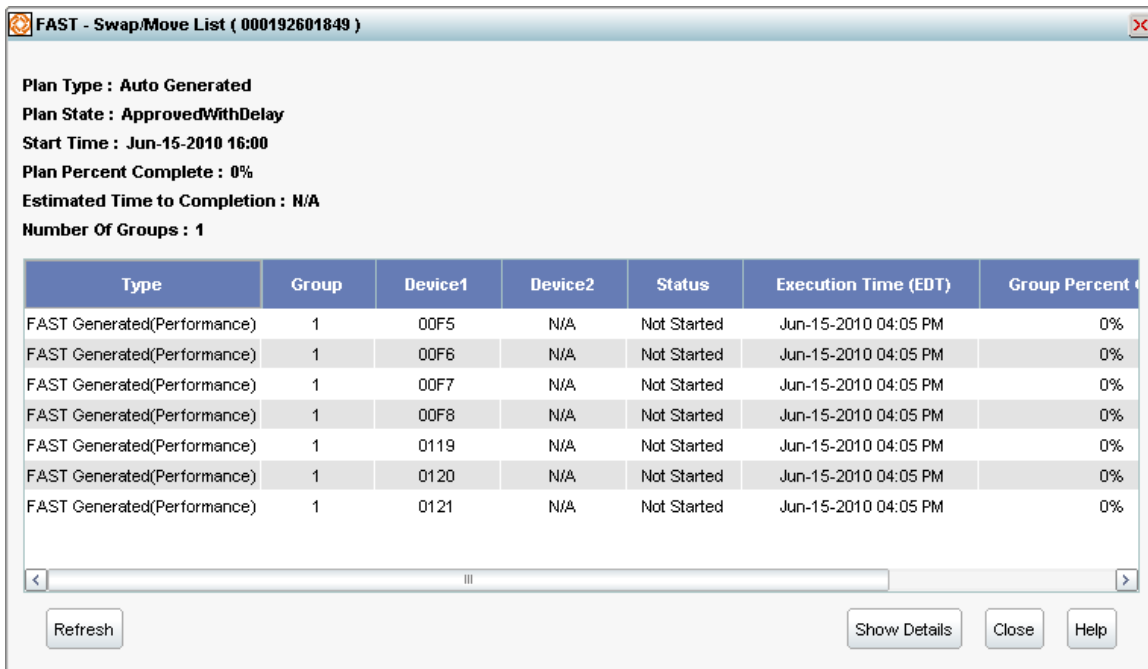 FAST - Swap/Move List ( 000192601849 )
Plan Type : Auto Generated
Plan State : ApprovedWithDelay
Start Time : Jun-15-2010 16:00
Plan Percent Complete : 0%
Estimated Time to Completion : N/A
Number Of Groups : 1
Type Group Device1 Device2 Status Execution Time (EDT) Group Percent
FAST Generated(Performance) 1 00F5 N/A Not Started Jun-15-2010 04:05 PM 0%
FAST Generated(Performance) 1 00F6 N/A Not Started Jun-15-2010 04:05 PM 0%
FAST Generated(Performance) 1 00F7 N/A Not Started Jun-15-2010 04:05 PM 0%
FAST Generated(Performance) 1 00F8 N/A Not Started Jun-15-2010 04:05 PM 0%
FAST Generated(Performance) 1 0119 N/A Not Started Jun-15-2010 04:05 PM 0%
FAST Generated(Performance) 1 0120 N/A Not Started Jun-15-2010 04:05 PM 0%
FAST Generated(Performance) 1 0121 N/A Not Started Jun-15-2010 04:05 PM 0%
Refresh Show Details Close Help